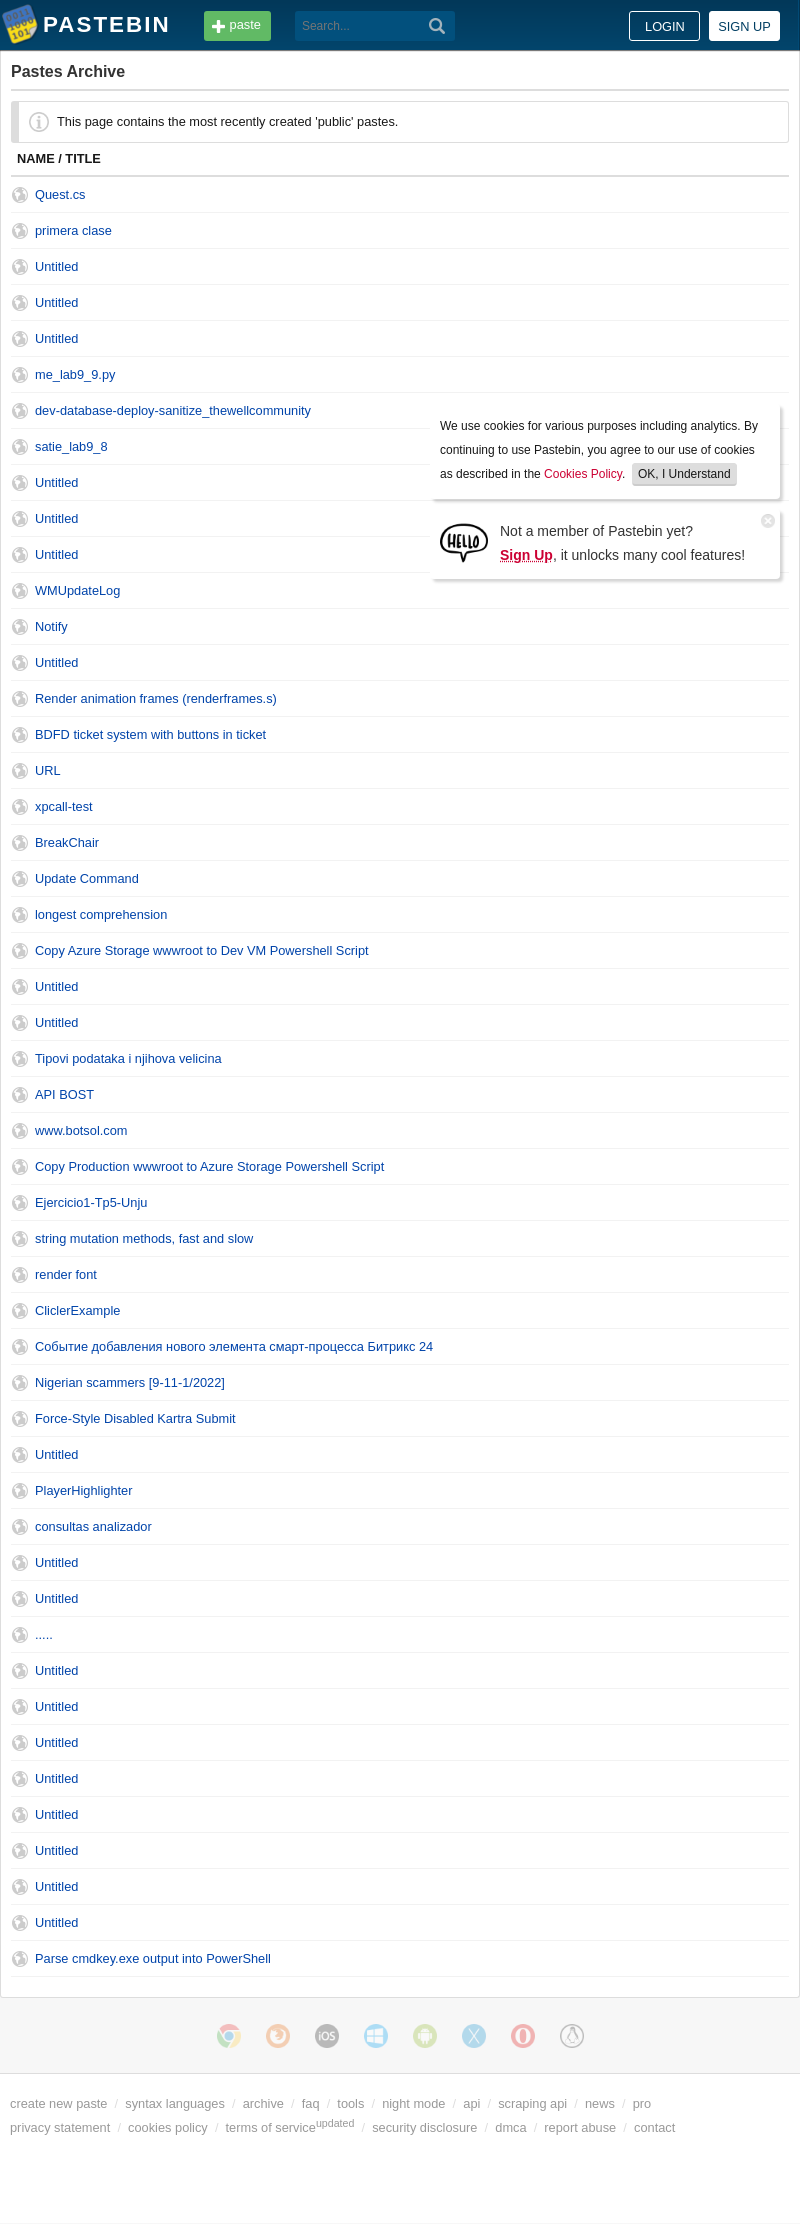 PASTEBIN
paste
Search...
LOGIN
SIGN UP
Pastes Archive
This page contains the most recently created 'public' pastes.
NAME / TITLE
Quest.cs
primera clase
Untitled
Untitled
Untitled
me_lab9_9.py
dev-database-deploy-sanitize_thewellcommunity
satie_lab9_8
Untitled
Untitled
Untitled
We use cookies for various purposes including analytics. By
continuing to use Pastebin, you agree to our use of cookies
as described in the Cookies Policy. OK, I Understand
HELLO
Not a member of Pastebin yet?
Sign Up, it unlocks many cool features!
WMUpdateLog
Notify
Untitled
Render animation frames (renderframes.s)
BDFD ticket system with buttons in ticket
URL
xpcall-test
BreakChair
Update Command
longest comprehension
Copy Azure Storage wwwroot to Dev VM Powershell Script
Untitled
Untitled
Tipovi podataka i njihova velicina
API BOST
www.botsol.com
Copy Production wwwroot to Azure Storage Powershell Script
Ejercicio1-Tp5-Unju
string mutation methods, fast and slow
render font
CliclerExample
Событие добавления нового элемента смарт-процесса Битрикс 24
Nigerian scammers [9-11-1/2022]
Force-Style Disabled Kartra Submit
Untitled
PlayerHighlighter
consultas analizador
Untitled
Untitled
.....
Untitled
Untitled
Untitled
Untitled
Untitled
Untitled
Untitled
Untitled
Parse cmdkey.exe output into PowerShell
iOS
create new paste / syntax languages / archive / faq / tools / night mode / api / scraping api / news / pro
privacy statement / cookies policy / terms of service updated / security disclosure / dmca / report abuse / contact